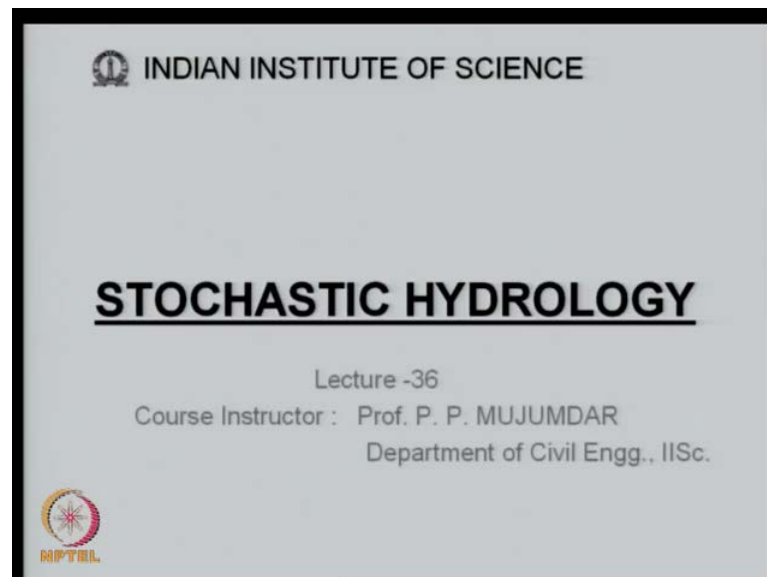 INDIAN INSTITUTE OF SCIENCE
STOCHASTIC HYDROLOGY
Lecture -36
Course Instructor : Prof. P. P. MUJUMDAR
Department of Civil Engg., IISc.
NPTEL